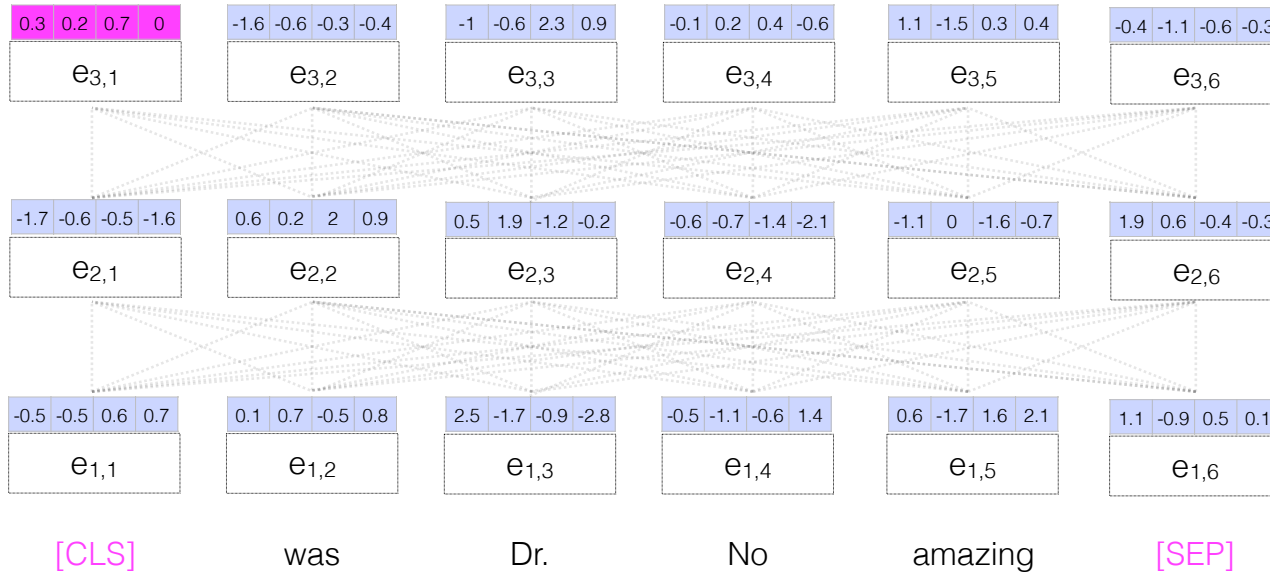 0.3 0.2 0.7 0 -1.6 -0.6 -0.3 -0.4 -1 -0.6 2.3 0.9 -0.1 0.2 0.4 -0.6 1.1 -1.5 0.3 0.4 -0.4 -1.1 -0.6 -0.3
e3,1 e3,2 e3,3 e3,4 e3,5 e3,6
-1.7 -0.6 -0.5 -1.6 0.6 0.2 2 0.9 0.5 1.9 -1.2 -0.2 -0.6 -0.7 -1.4 -2.1 -1.1 0 -1.6 -0.7 1.9 0.6 -0.4 -0.3
e2,1 e2,2 e2,3 e2,4 e2,5 e2,6
-0.5 -0.5 0.6 0.7 0.1 0.7 -0.5 0.8 2.5 -1.7 -0.9 -2.8 -0.5 -1.1 -0.6 1.4 0.6 -1.7 1.6 2.1 1.1 -0.9 0.5 0.1
e1,1 e1,2 e1,3 e1,4 e1,5 e1,6
[CLS] was Dr. No amazing [SEP]